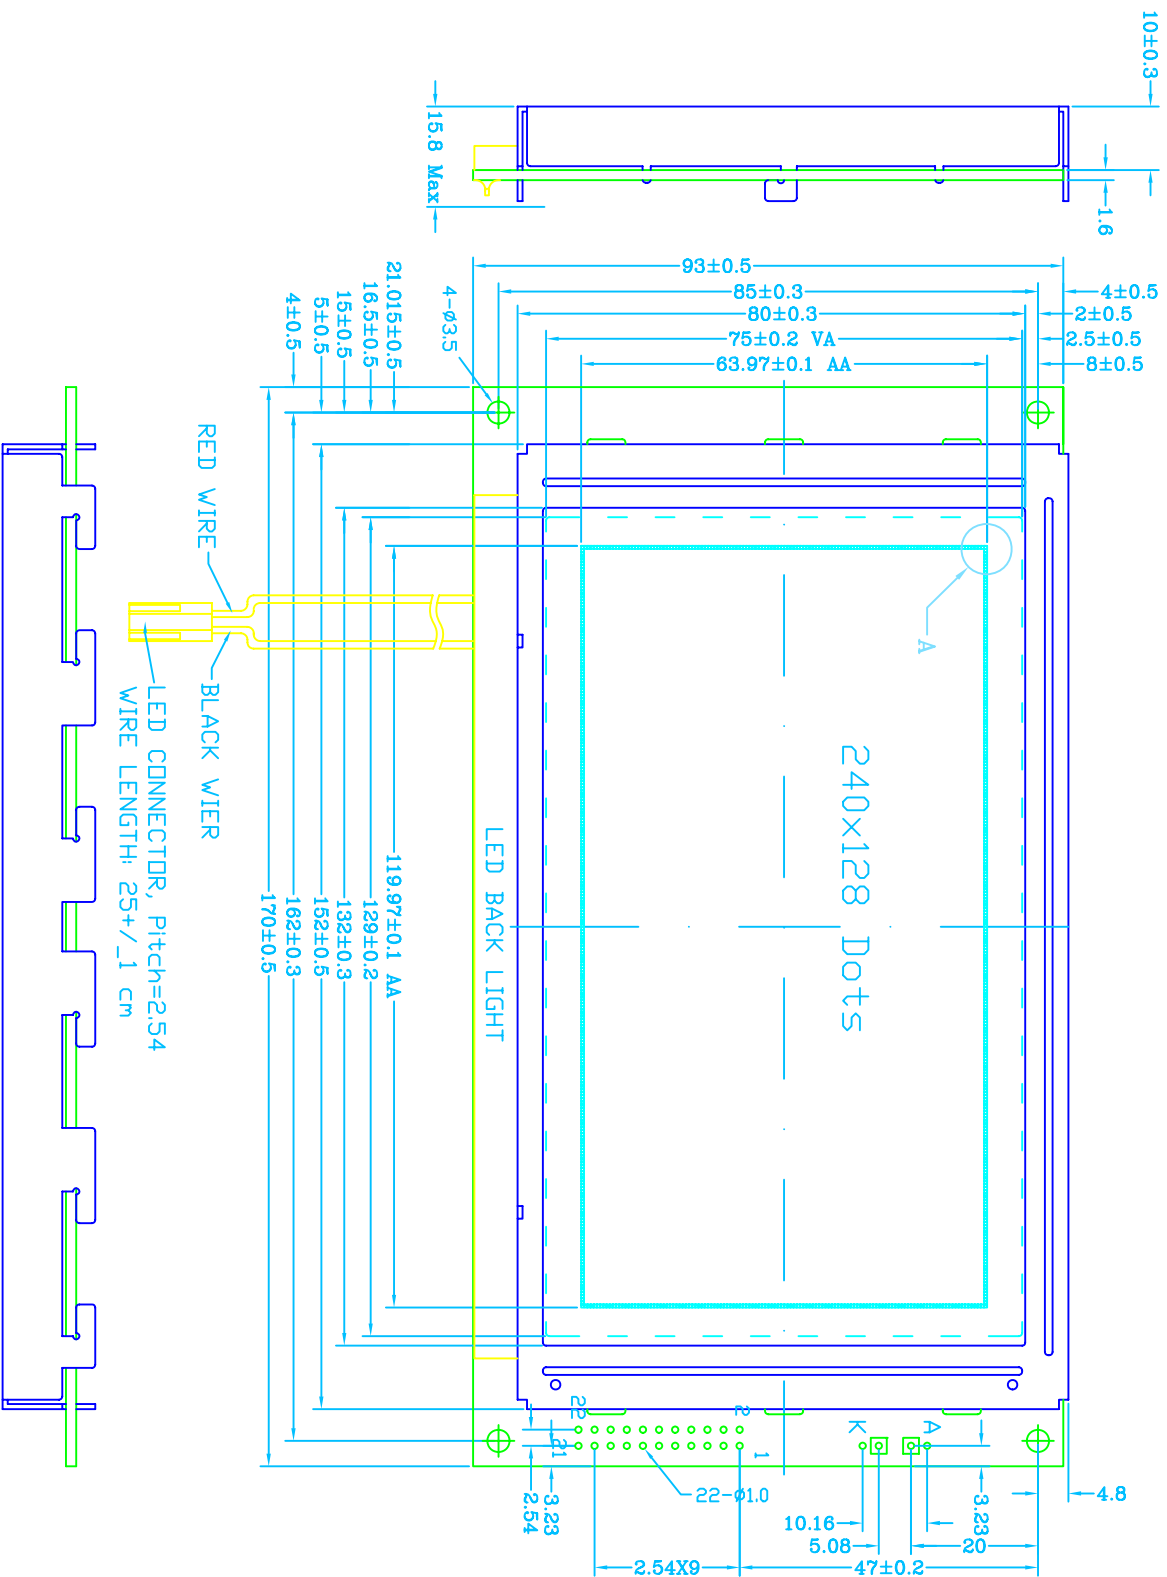 10±0.3
15.8 Max
1.6
93±0.5
85±0.3
4±0.5
80±0.3
2±0.5
75±0.2 VA
2.5±0.5
63.97±0.1 AA
8±0.5
21.015±0.5
16.5±0.5
15±0.5
5±0.5
4±0.5
4-ø3.5
RED WIRE
BLACK WIER
LED CONNECTOR, Pitch=2.54
WIRE LENGTH: 25+/_1 cm
A
240x128 Dots
LED BACK LIGHT
119.97±0.1 AA
129±0.2
132±0.3
152±0.5
162±0.3
170±0.5
22
21
2
1
K
A
22-ø1.0
3.23
2.54
4.8
3.23
10.16
5.08
20
2.54X9
47±0.2